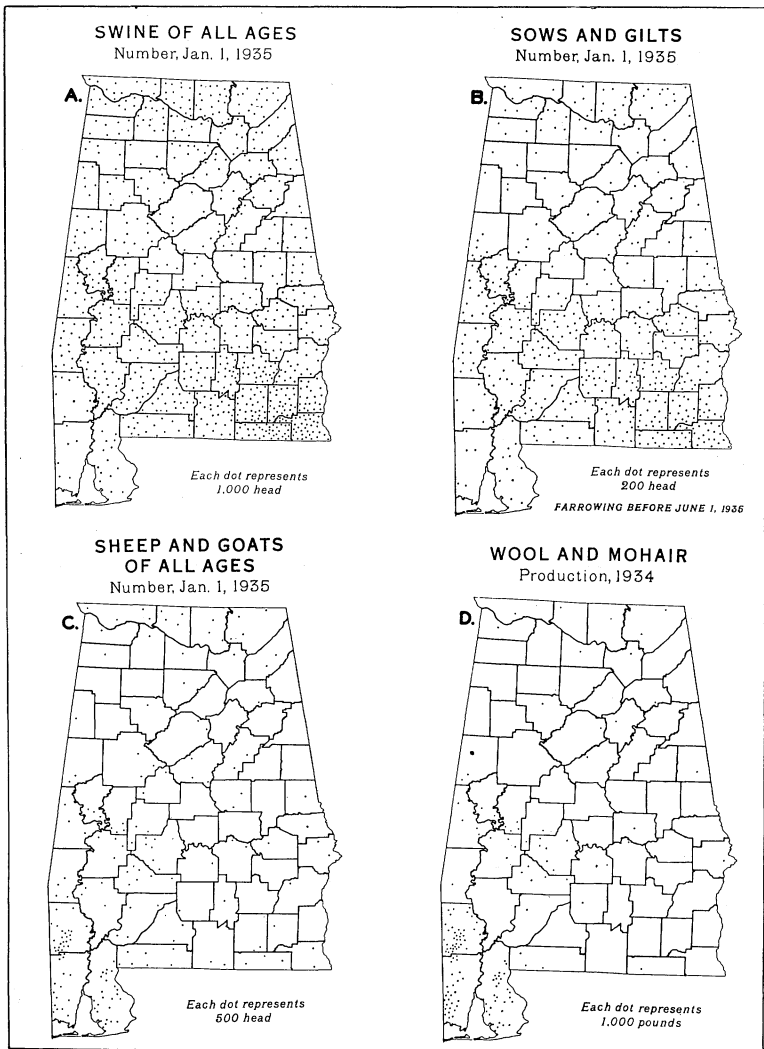 SWINE OF ALL AGES
Number, Jan. 1, 1935
A.
Each dot represents
1,000 head
SOWS AND GILTS
Number, Jan. 1, 1935
B.
Each dot represents
200 head
FARROWING BEFORE JUNE 1, 1935
SHEEP AND GOATS
OF ALL AGES
Number, Jan. 1, 1935
C.
Each dot represents
500 head
WOOL AND MOHAIR
Production, 1934
D.
Each dot represents
1,000 pounds